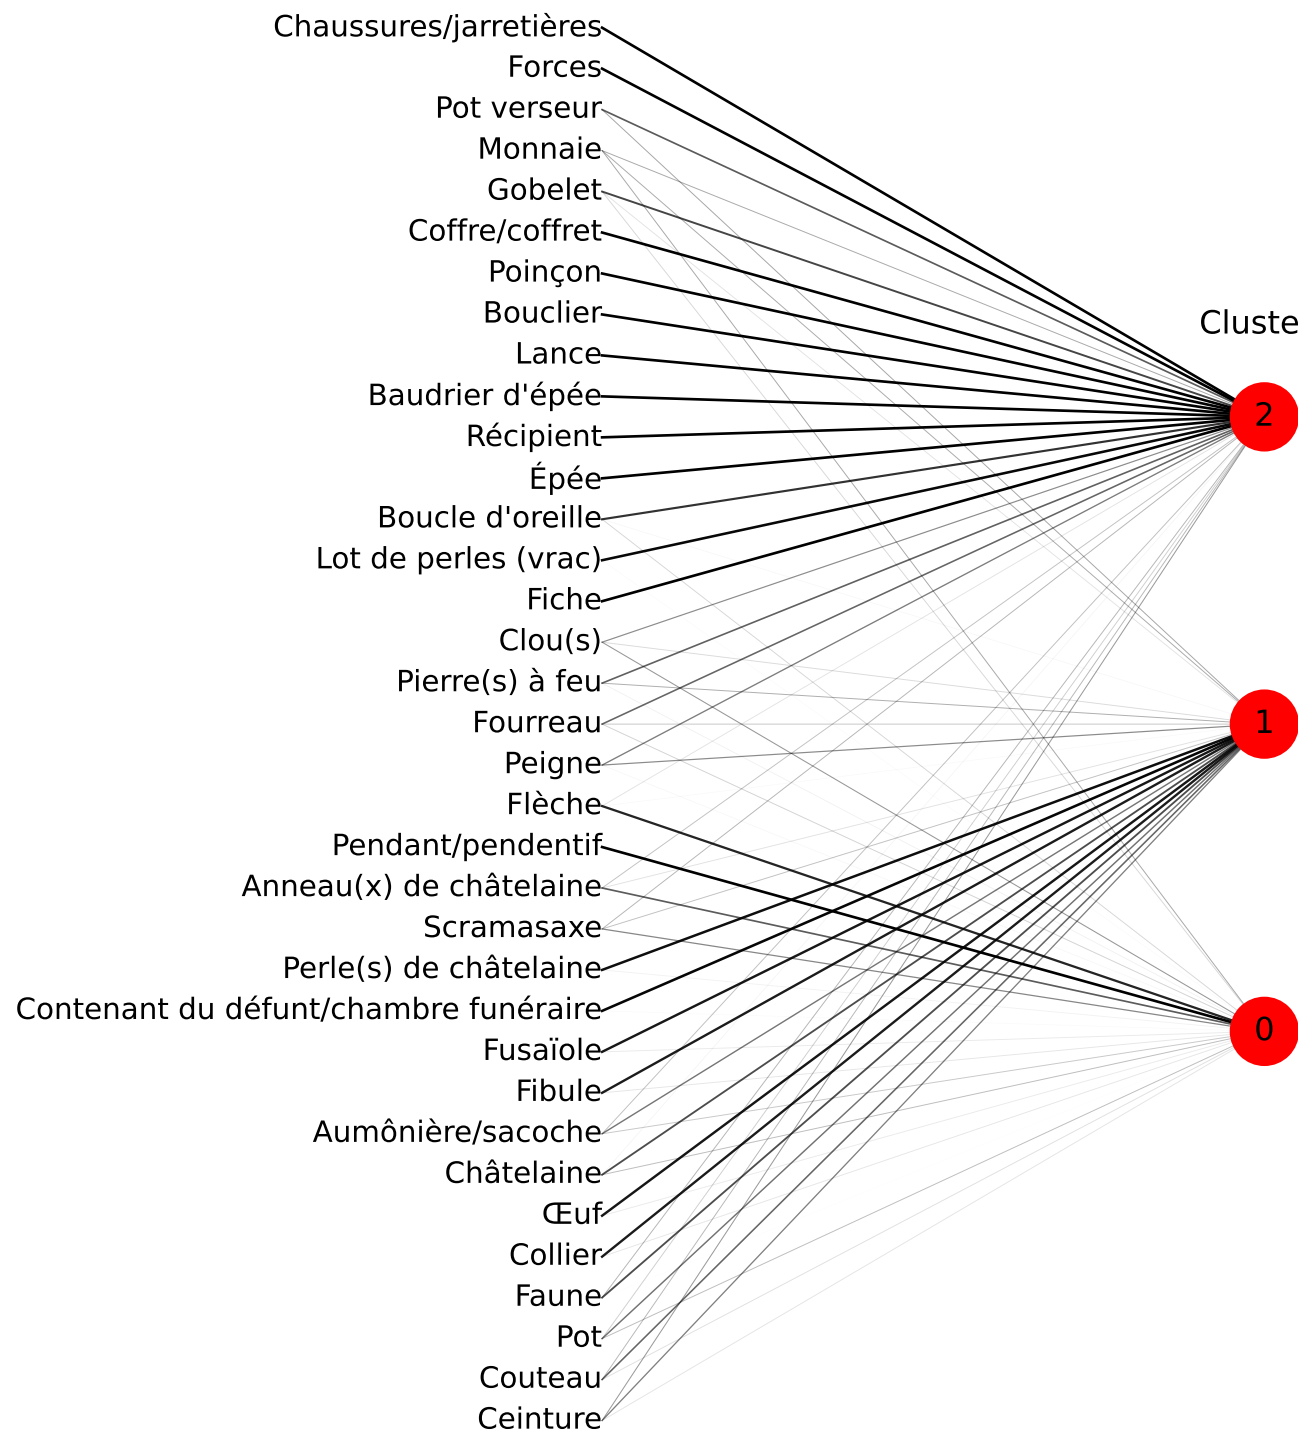 Chaussures/jarretières
Forces
Pot verseur
Monnaie
Gobelet
Coffre/coffret
Poinçon
Bouclier
Cluste
Lance
Baudrier d'épée
2
Récipient
Épée
Boucle d'oreille
Lot de perles (vrac)
Fiche
Clou(s)
Pierre(s) à feu
Fourreau
1
Peigne
Flèche
Pendant/pendentif
Anneau(x) de châtelaine
Scramasaxe
Perle(s) de châtelaine
Contenant du défunt/chambre funéraire
0
Fusaïole
Fibule
Aumônière/sacoche
Châtelaine
Œuf
Collier
Faune
Pot
Couteau
Ceinture